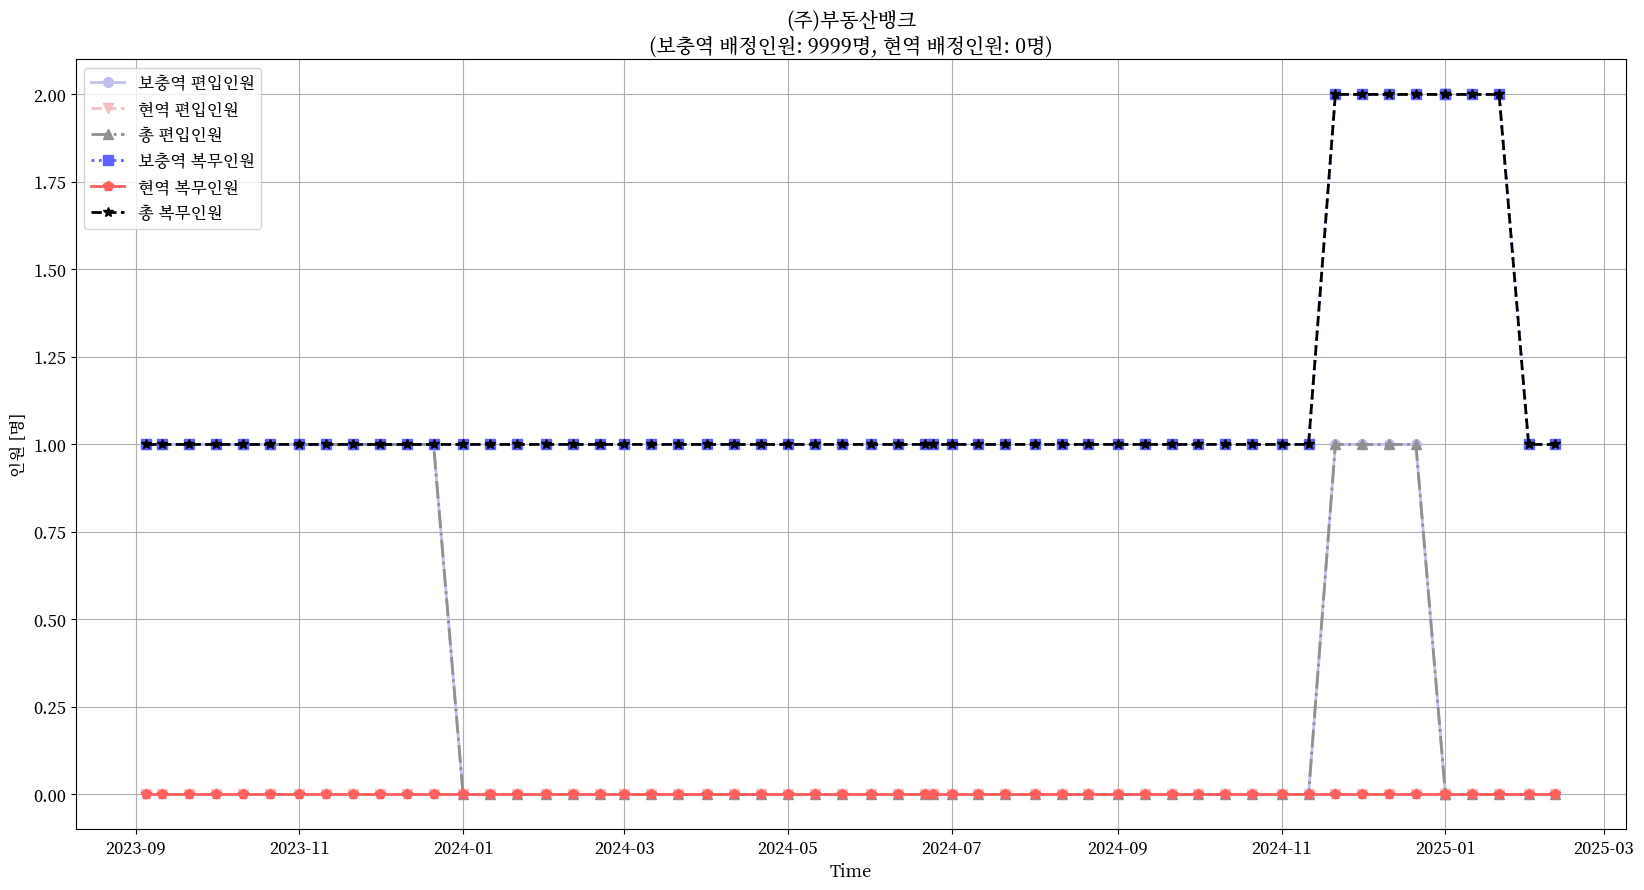 (주)부동산뱅크
(보충역 배정인원: 9999명, 현역 배정인원: 0명)
보충역 편입인원
현역 편입인원
총 편입인원
보충역 복무인원
현역 복무인원
총 복무인원
2.00
1.75
1.50
1.25
1.00
0.75
0.50
0.25
0.00
인원 [명]
2023-09 2023-11 2024-01 2024-03 2024-05 2024-07 2024-09 2024-11 2025-01 2025-03
Time